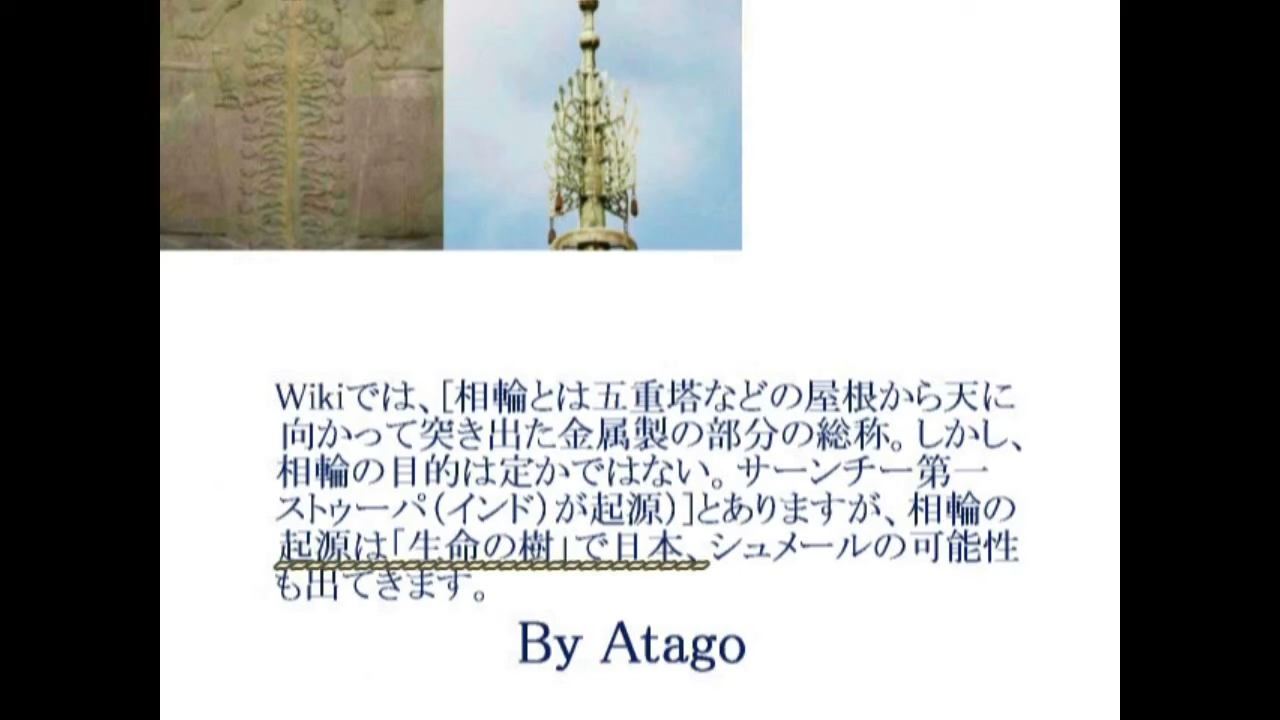 Wikiでは、[相輪とは五重塔などの屋根から天に
向かって突き出た金属製の部分の総称。しかし、
相輪の目的は定かではない。サーンチー第一
ストゥーパ(インド)が起源)]とありますが、相輪の
起源は「生命の樹」で日本、シュメールの可能性
も出てきます。
By Atago